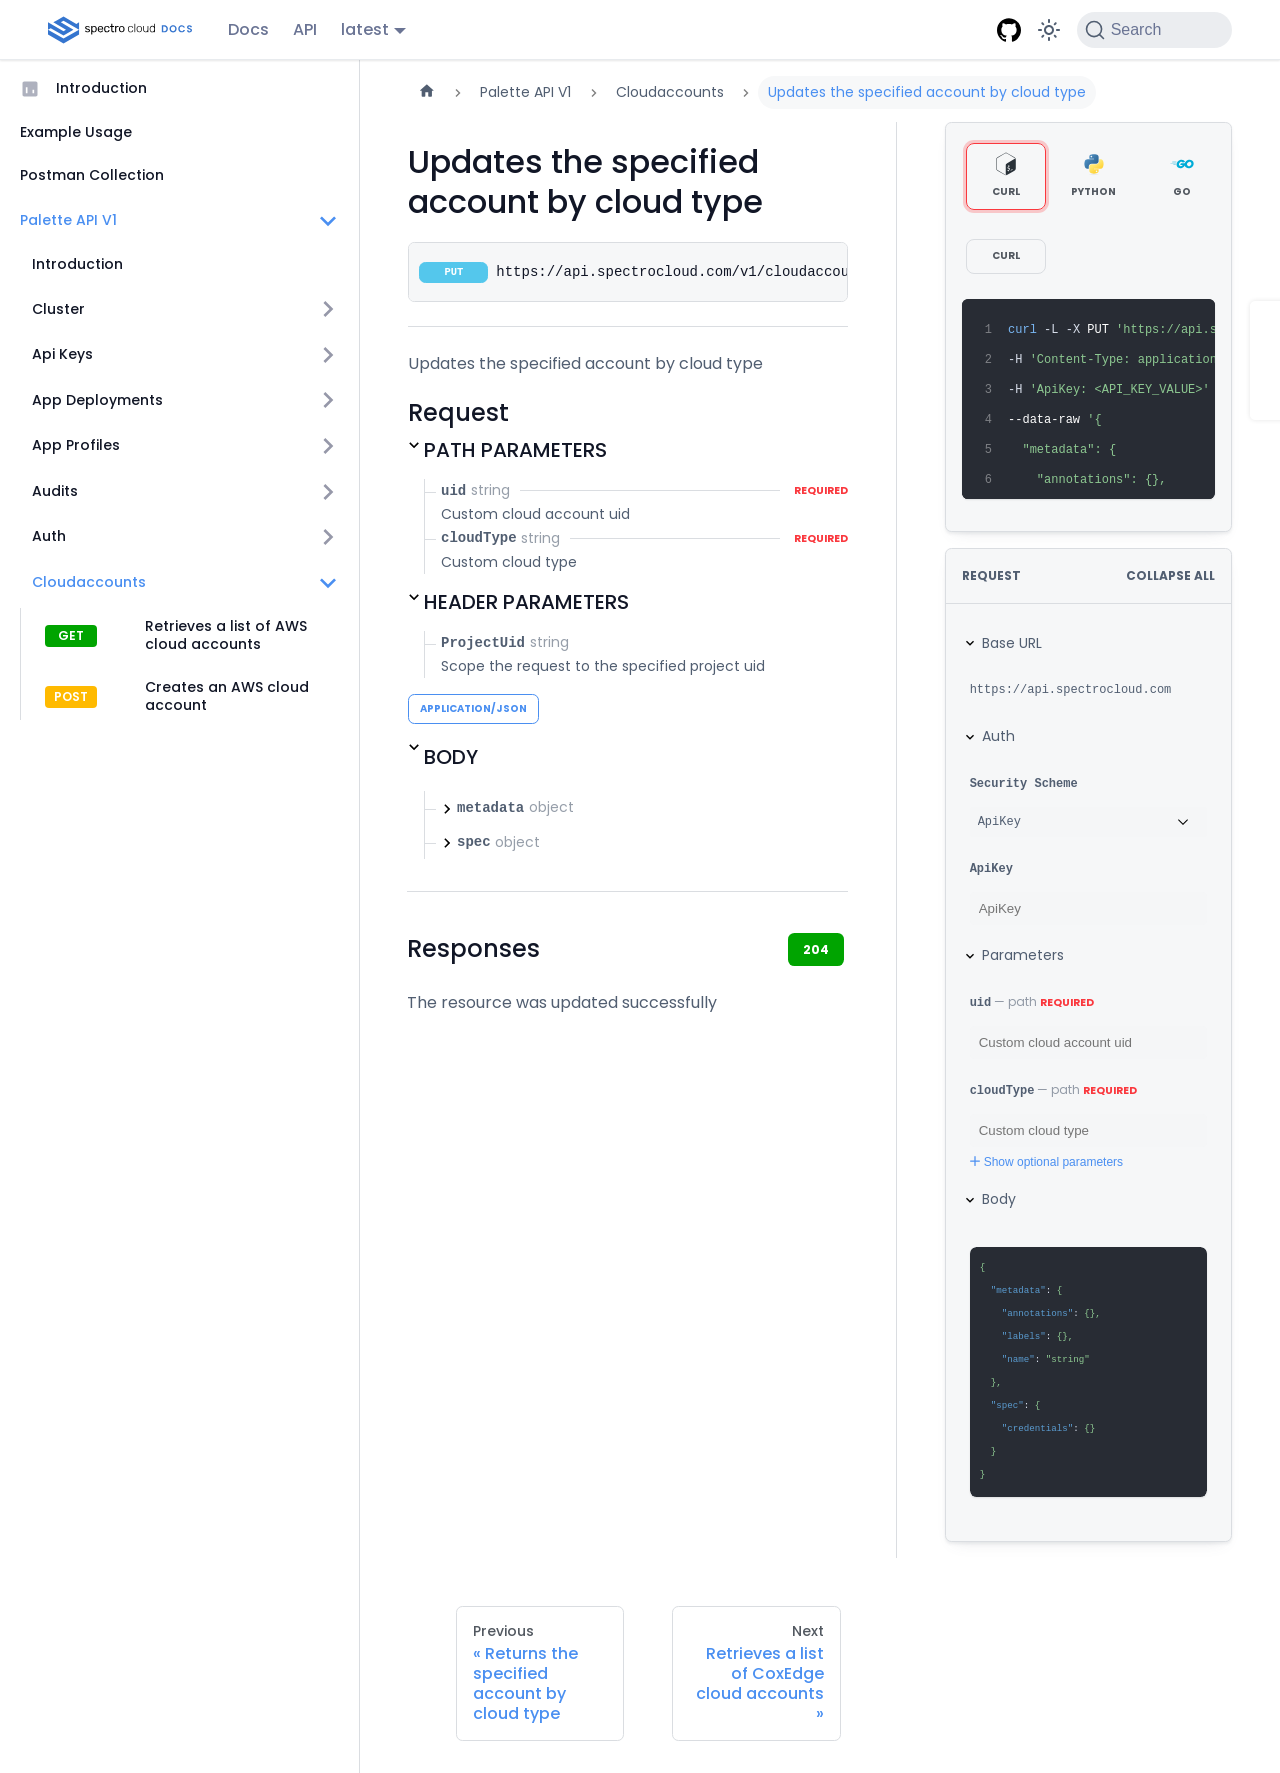 spectro cloud DOCS
Docs
API
latest
Search
Introduction
Example Usage
Postman Collection
Palette API V1
Introduction
Cluster
Api Keys
App Deployments
App Profiles
Audits
Auth
Cloudaccounts
GET Retrieves a list of AWS
cloud accounts
POST Creates an AWS cloud
account
Palette API V1
Cloudaccounts
Updates the specified account by cloud type
Updates the specified
account by cloud type
PUT https://api.spectrocloud.com/v1/cloudaccou
Updates the specified account by cloud type
Request
PATH PARAMETERS
uid string REQUIRED
Custom cloud account uid
cloudType string REQUIRED
Custom cloud type
HEADER PARAMETERS
ProjectUid string
Scope the request to the specified project uid
APPLICATION/JSON
BODY
metadata object
spec object
Responses
204
The resource was updated successfully
CURL
PYTHON
GO
CURL
1 curl -L -X PUT 'https://api.s
2 -H 'Content-Type: application
3 -H 'ApiKey: <API_KEY_VALUE>'
4 --data-raw '{
5 "metadata": {
6 "annotations": {},
REQUEST
COLLAPSE ALL
Base URL
https://api.spectrocloud.com
Auth
Security Scheme
ApiKey
ApiKey
ApiKey
Parameters
uid — path REQUIRED
Custom cloud account uid
cloudType — path REQUIRED
Custom cloud type
Show optional parameters
Body
{
"metadata": {
"annotations": {},
"labels": {},
"name": "string"
},
"spec": {
"credentials": {}
}
}
Previous
« Returns the
specified
account by
cloud type
Next
Retrieves a list
of CoxEdge
cloud accounts
»